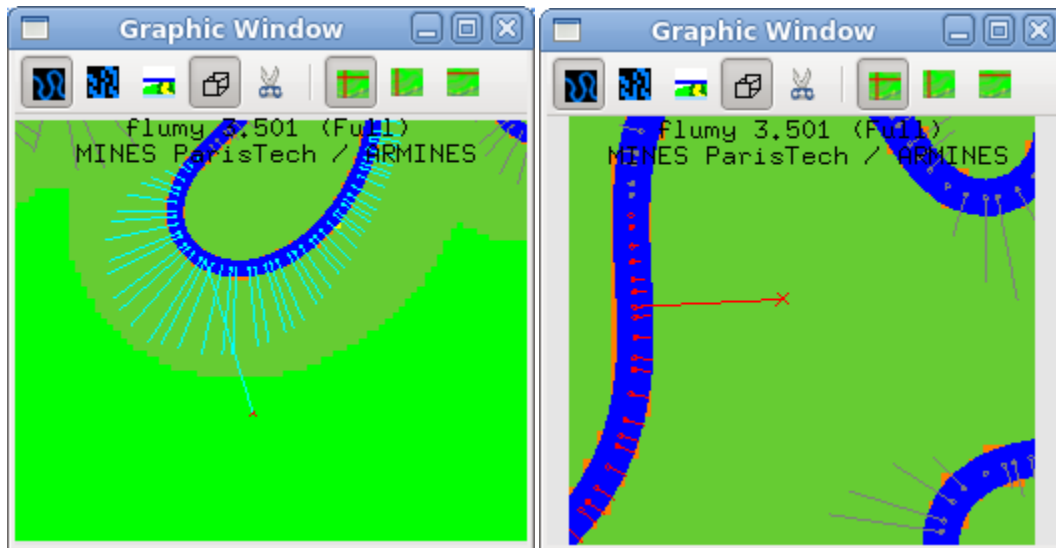 Graphic Window
flumy 3.501 (Full)
MINES ParisTech / ARMINES
Graphic Window
flumy 3.501 (Full)
MINES ParisTech / ARMINES